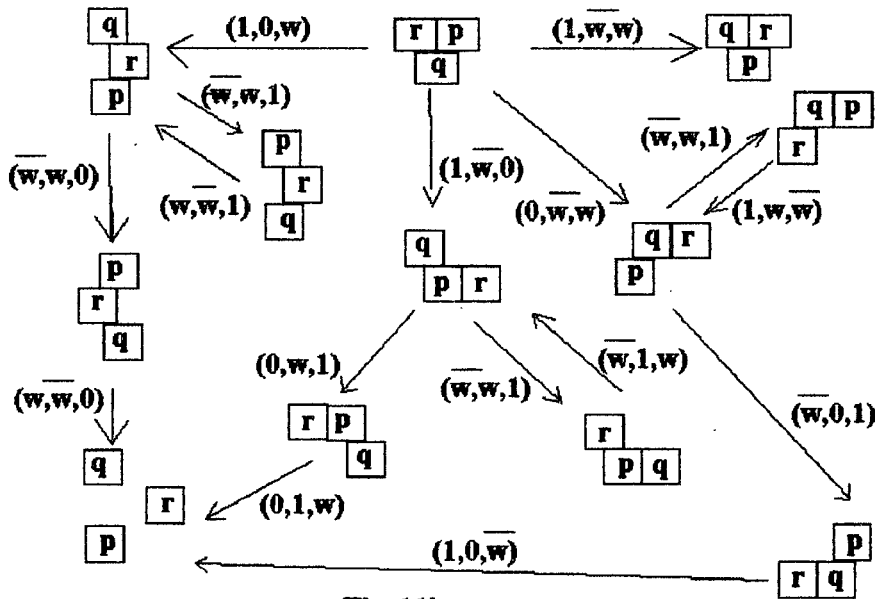 q (1,0,w) r p (1,w̅,w̅) q r
r q p
p (w̅,w,1) q p
p (w̅,w,1) r
(w̅,w,0) r (1,w̅,0) (1,w,w̅)
(w,w̅,1) q (0,w̅,w̅)
q q r
p p r p
r
q (0,w,1) (w̅,w,1) (w̅,1,w)
(w,w̅,0) (w̅,0,1)
r p r
q q p q
r (0,1,w)
p (1,0,w̅) p
r q